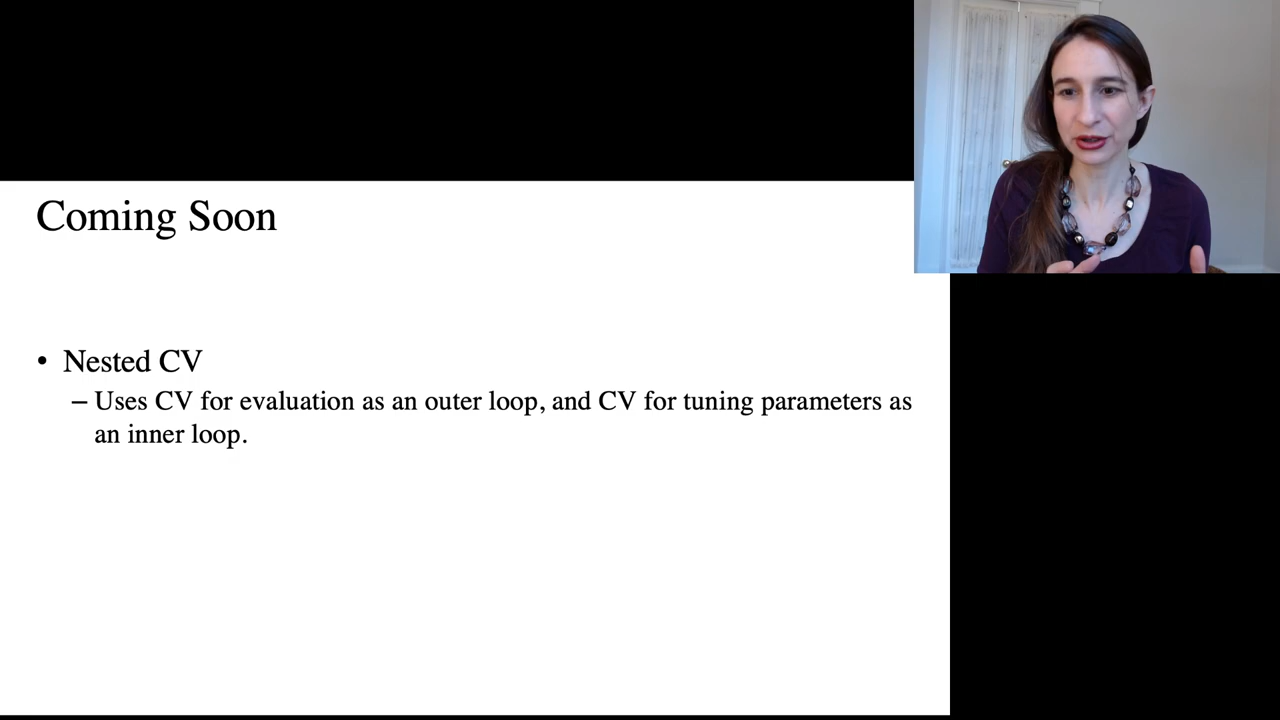 Coming Soon
• Nested CV
– Uses CV for evaluation as an outer loop, and CV for tuning parameters as
an inner loop.